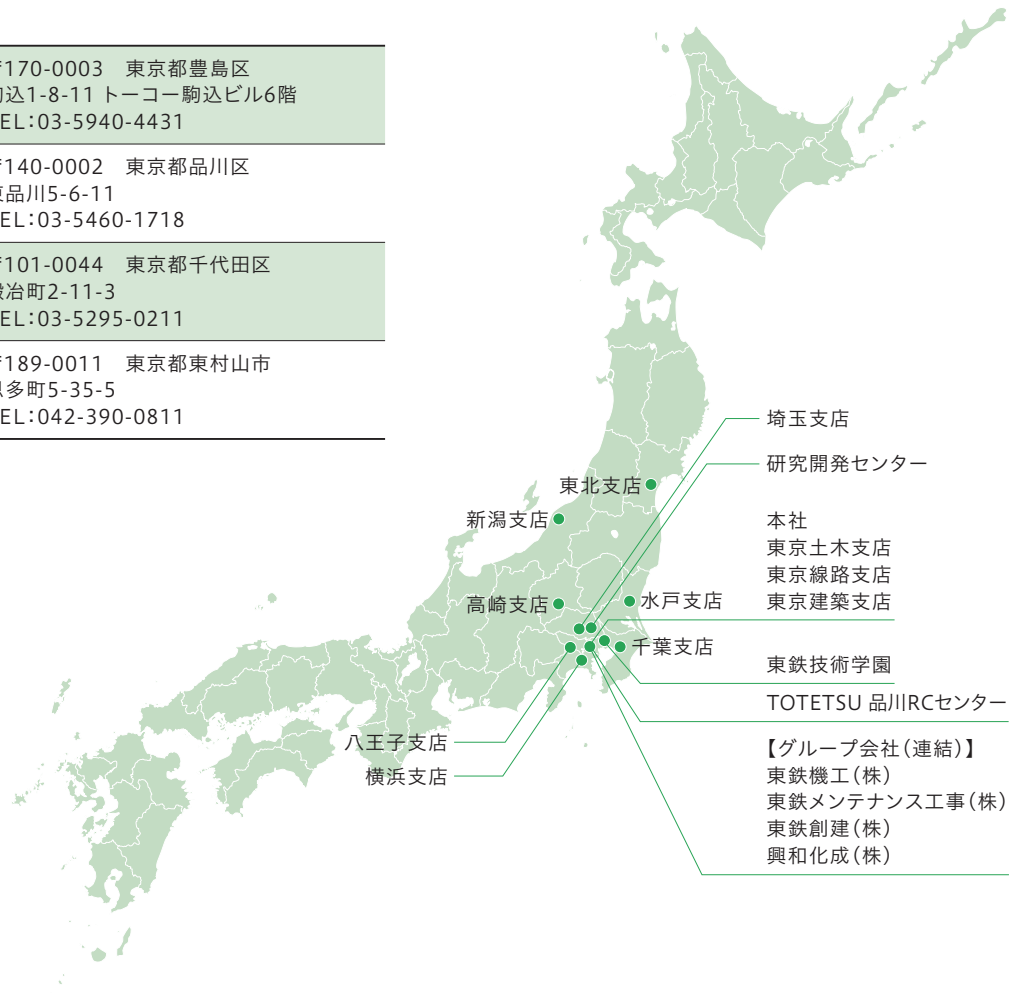 170-0003 東京都豊島区
込1-8-11 トーコー駒込ビル6階
EL:03-5940-4431
140-0002 東京都品川区
品川5-6-11
EL:03-5460-1718
101-0044 東京都千代田区
冶町2-11-3
EL:03-5295-0211
189-0011 東京都東村山市
多町5-35-5
EL:042-390-0811
埼玉支店
研究開発センター
東北支店
新潟支店
本社
東京土木支店
東京線路支店
東京建築支店
高崎支店
水戸支店
千葉支店
東鉄技術学園
TOTETSU 品川RCセンター
八王子支店
横浜支店
【グループ会社(連結)】
東鉄機工(株)
東鉄メンテナンス工事(株)
東鉄創建(株)
興和化成(株)